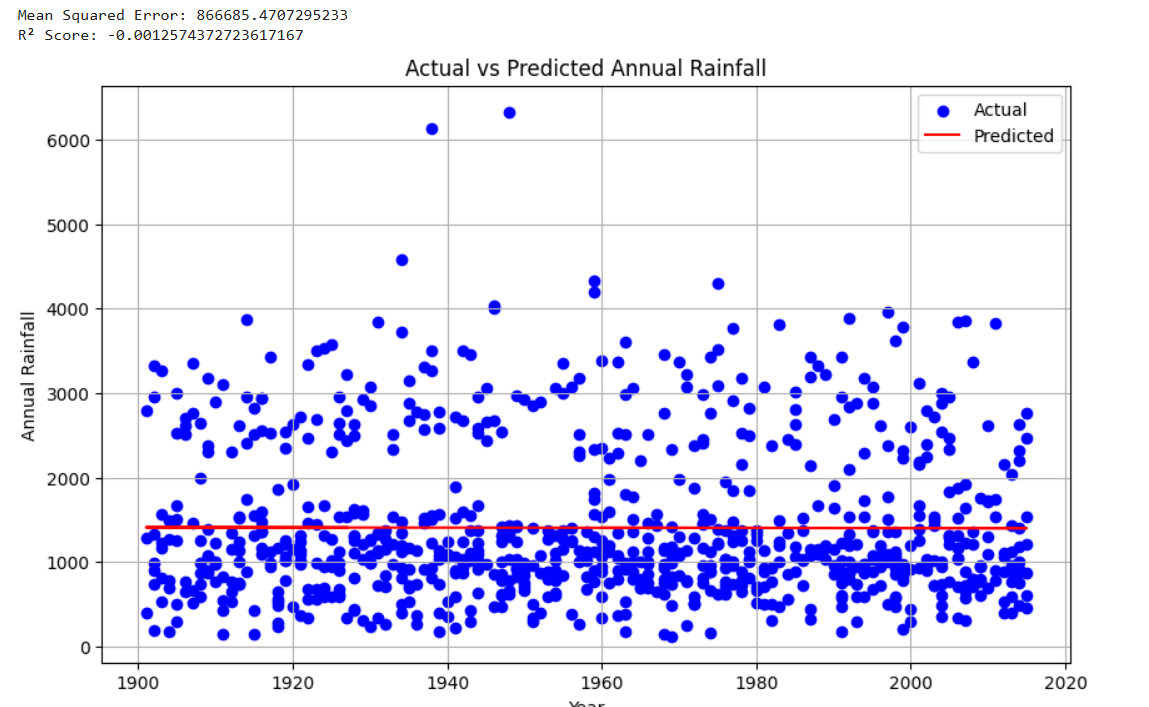 Mean Squared Error: 866685.4707295233
R² Score: -0.0012574372723617167
Actual vs Predicted Annual Rainfall
Actual
Predicted
6000
5000
4000
3000
2000
1000
0
Annual Rainfall
1900 1920 1940 1960 1980 2000 2020
Year